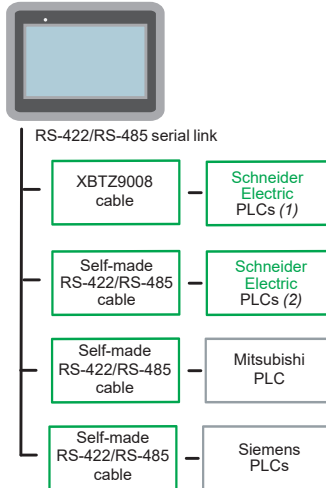 RS-422/RS-485 serial link
XBTZ9008
cable
Schneider
Electric
PLCs (1)
Self-made
RS-422/RS-485
cable
Schneider
Electric
PLCs (2)
Self-made
RS-422/RS-485
cable
Mitsubishi
PLC
Self-made
RS-422/RS-485
cable
Siemens
PLCs